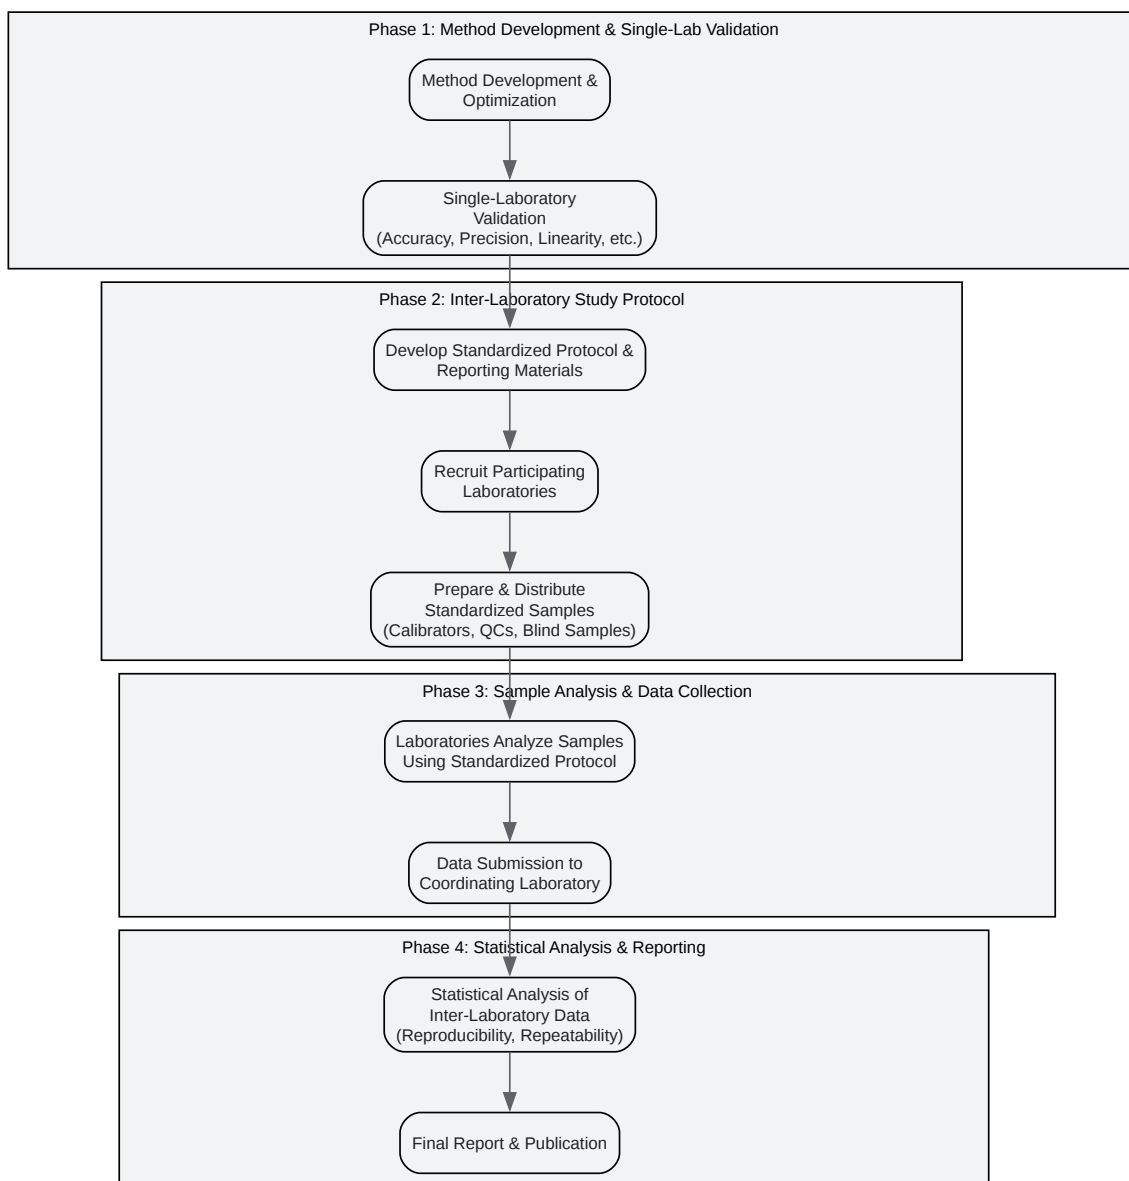 Phase 1: Method Development & Single-Lab Validation
Method Development &
Optimization
Single-Laboratory
Validation
(Accuracy, Precision, Linearity, etc.)
Phase 2: Inter-Laboratory Study Protocol
Develop Standardized Protocol &
Reporting Materials
Recruit Participating
Laboratories
Prepare & Distribute
Standardized Samples
(Calibrators, QCs, Blind Samples)
Phase 3: Sample Analysis & Data Collection
Laboratories Analyze Samples
Using Standardized Protocol
Data Submission to
Coordinating Laboratory
Phase 4: Statistical Analysis & Reporting
Statistical Analysis of
Inter-Laboratory Data
(Reproducibility, Repeatability)
Final Report & Publication